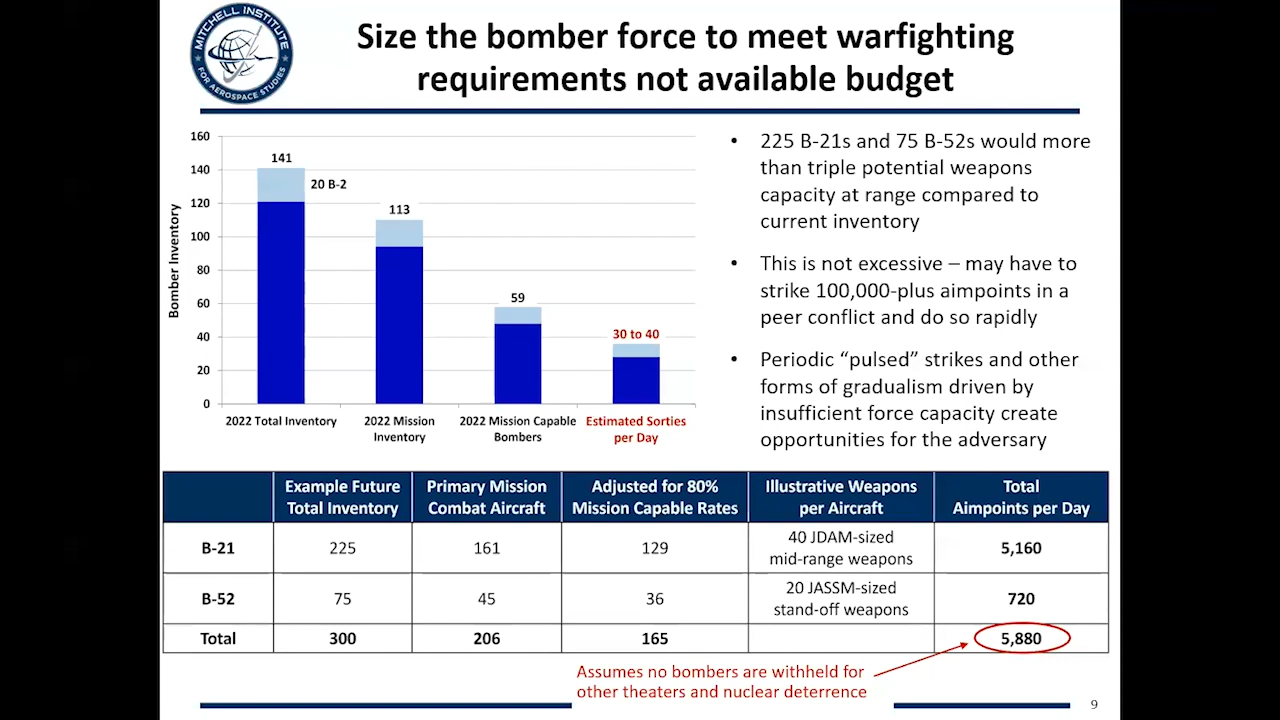 MITCHELL INSTITUTE
FOR AEROSPACE STUDIES
Size the bomber force to meet warfighting
requirements not available budget
Bomber Inventory
160
140
120
100
80
60
40
20
0
141
20 B-2
113
59
30 to 40
2022 Total Inventory
2022 Mission
Inventory
2022 Mission Capable
Bombers
Estimated Sorties
per Day
• 225 B-21s and 75 B-52s would more
than triple potential weapons
capacity at range compared to
current inventory
• This is not excessive – may have to
strike 100,000-plus aimpoints in a
peer conflict and do so rapidly
• Periodic “pulsed” strikes and other
forms of gradualism driven by
insufficient force capacity create
opportunities for the adversary
Example Future
Total Inventory
Primary Mission
Combat Aircraft
Adjusted for 80%
Mission Capable Rates
Illustrative Weapons
per Aircraft
Total
Aimpoints per Day
B-21
225
161
129
40 JDAM-sized
mid-range weapons
5,160
B-52
75
45
36
20 JASSM-sized
stand-off weapons
720
Total
300
206
165
5,880
Assumes no bombers are withheld for
other theaters and nuclear deterrence
9